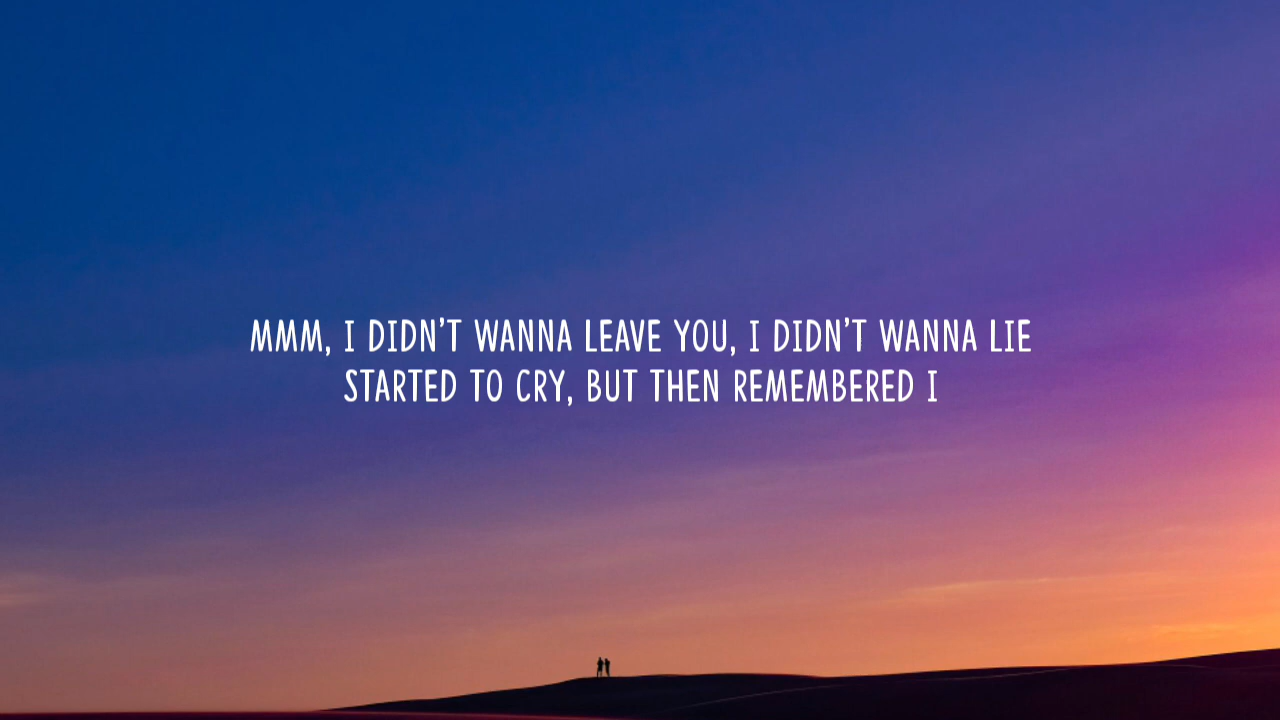 MMM, I DIDN'T WANNA LEAVE YOU, I DIDN'T WANNA LIE
STARTED TO CRY, BUT THEN REMEMBERED I